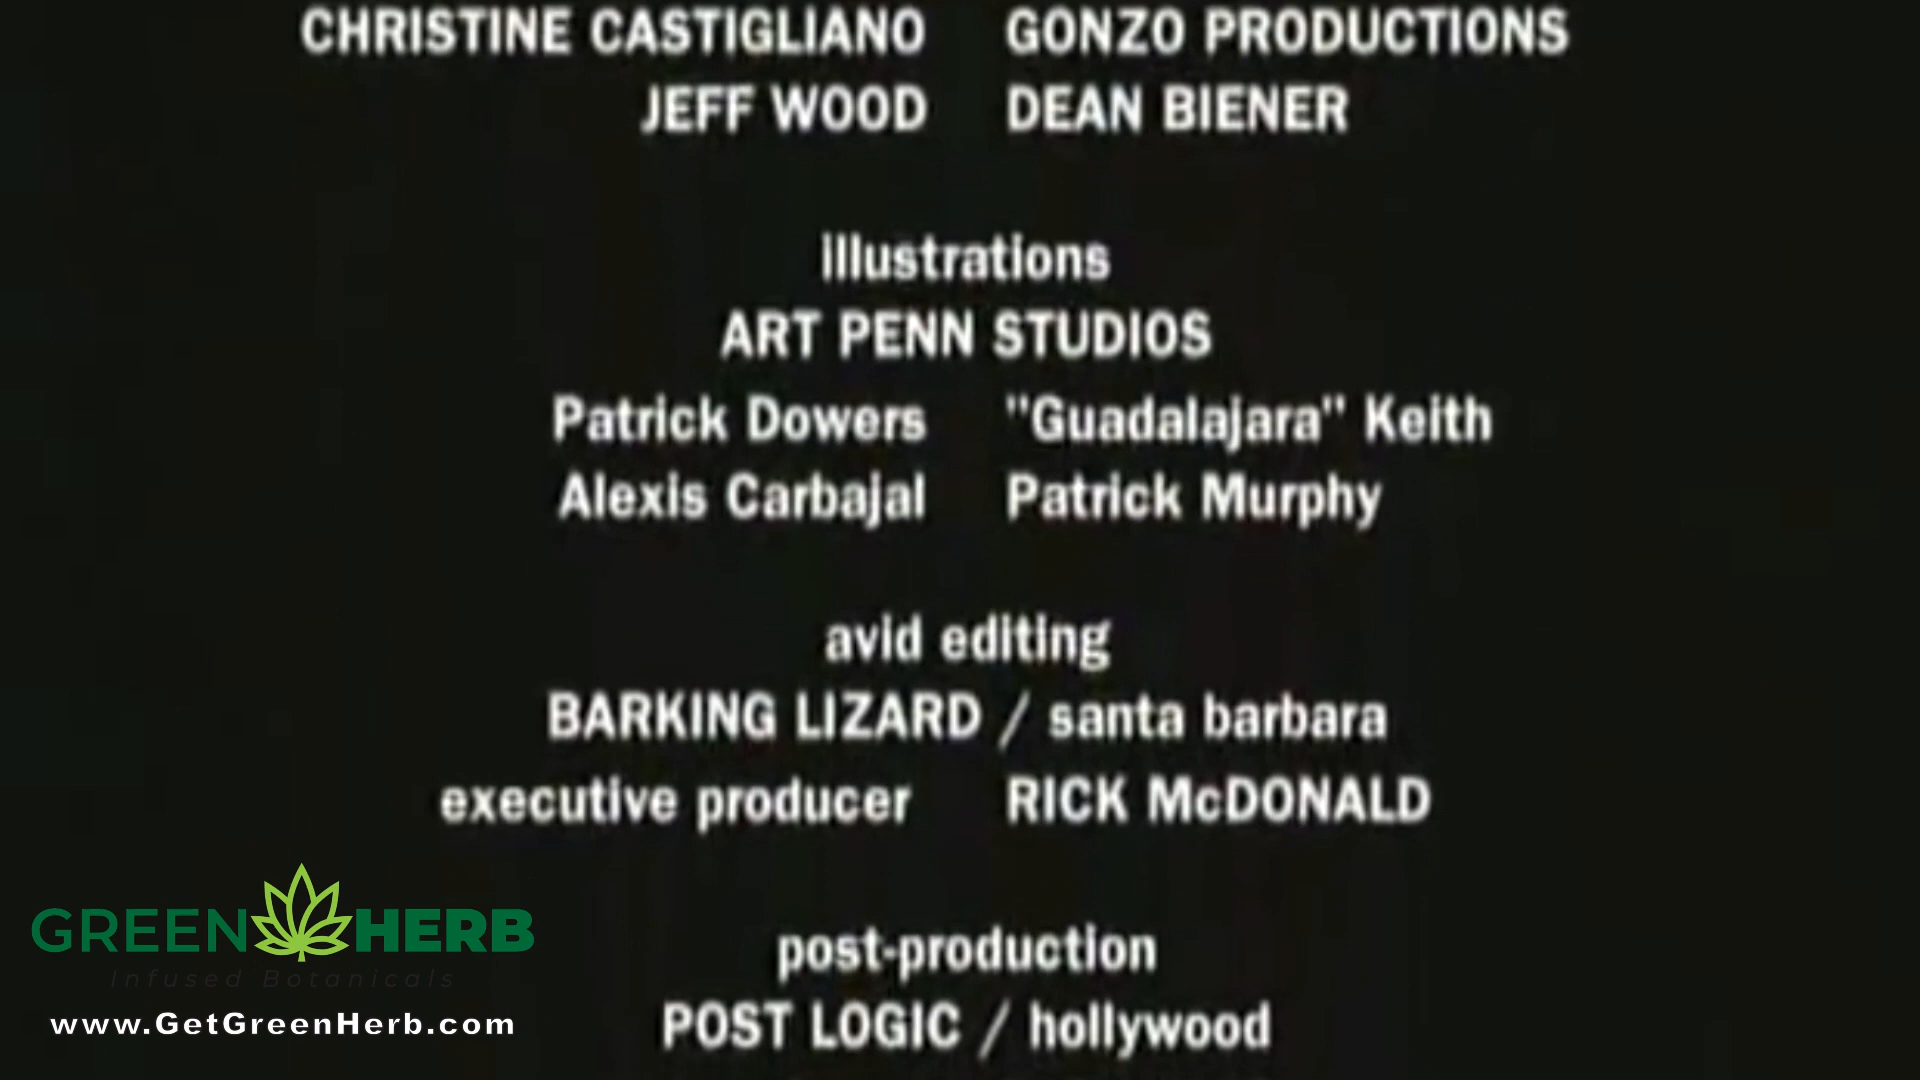 CHRISTINE CASTIGLIANO GONZO PRODUCTIONS
JEFF WOOD DEAN BIENER
illustrations
ART PENN STUDIOS
Patrick Dowers "Guadalajara" Keith
Alexis Carbajal Patrick Murphy
avid editing
BARKING LIZARD / santa barbara
executive producer RICK McDONALD
post-production
POST LOGIC / hollywood
GREEN HERB
Infused Botanicals
www.GetGreenHerb.com